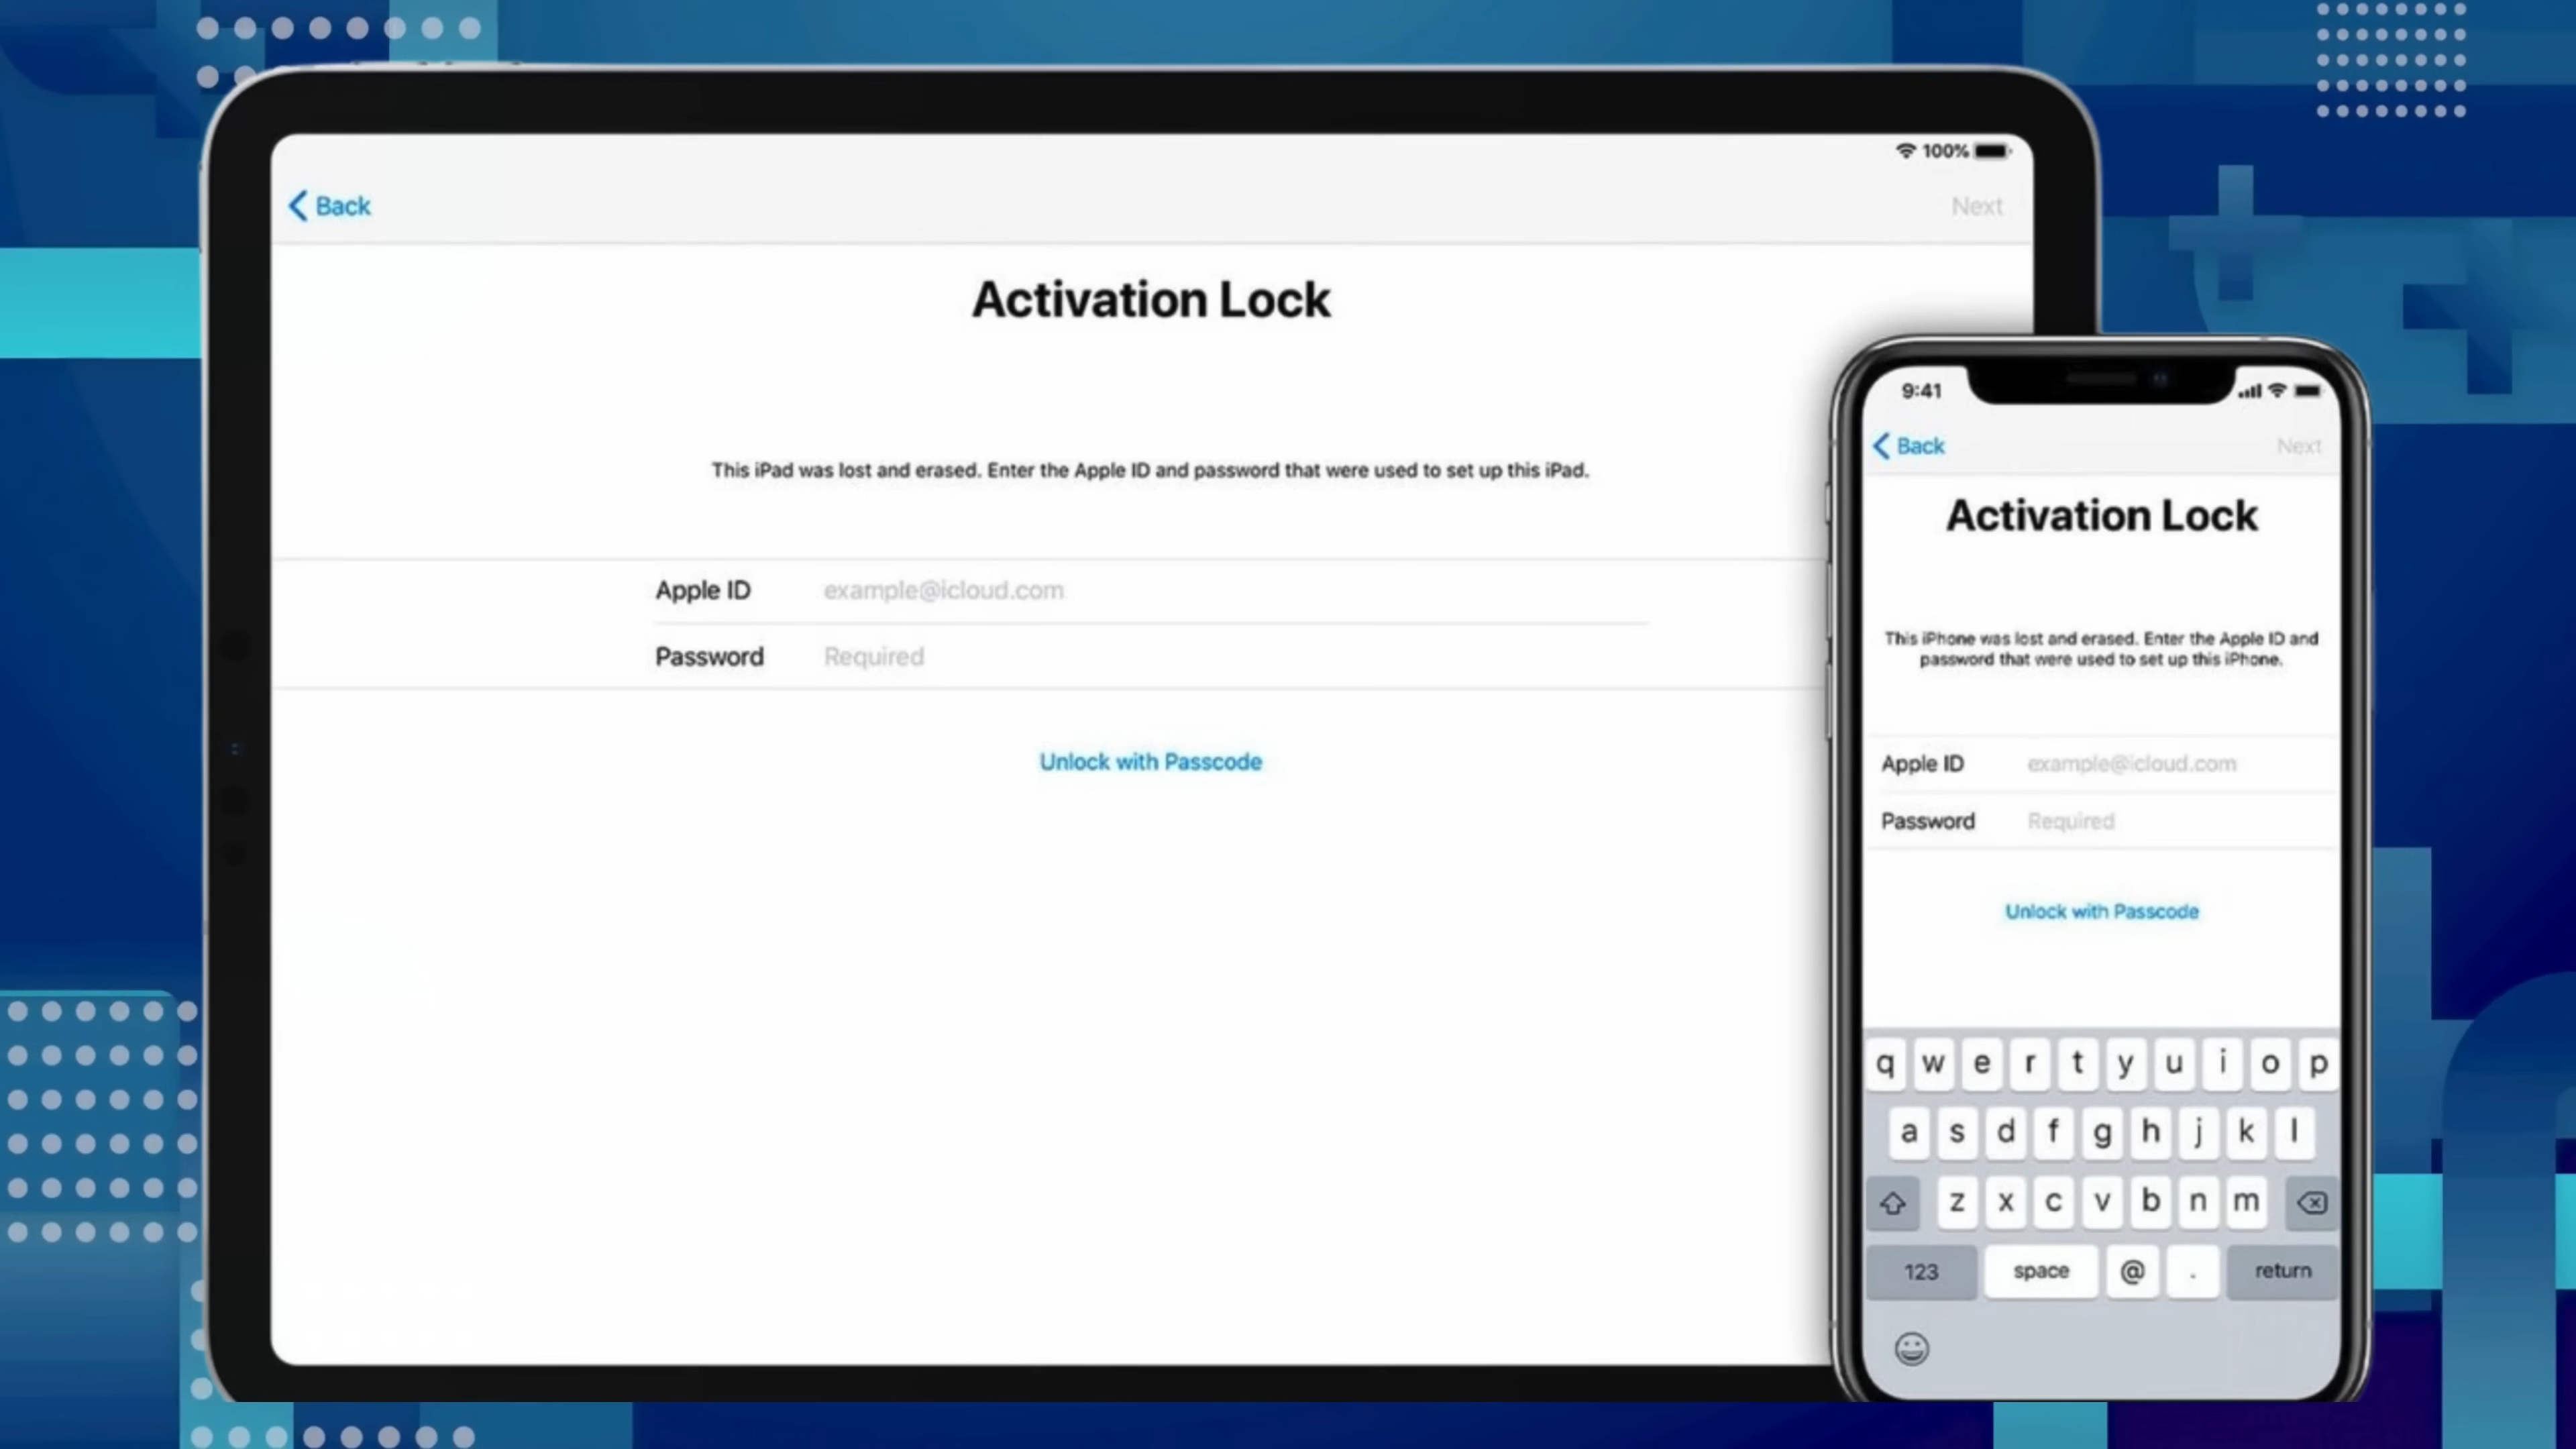 100%
Back
Next
Activation Lock
This iPad was lost and erased. Enter the Apple ID and password that were used to set up this iPad.
Apple ID example@icloud.com
Password Required
Unlock with Passcode
9:41
Back
Next
Activation Lock
This iPhone was lost and erased. Enter the Apple ID and
password that were used to set up this iPhone.
Apple ID example@icloud.com
Password Required
Unlock with Passcode
q w e r t y u i o p
a s d f g h j k l
z x c v b n m
123 space @ . return